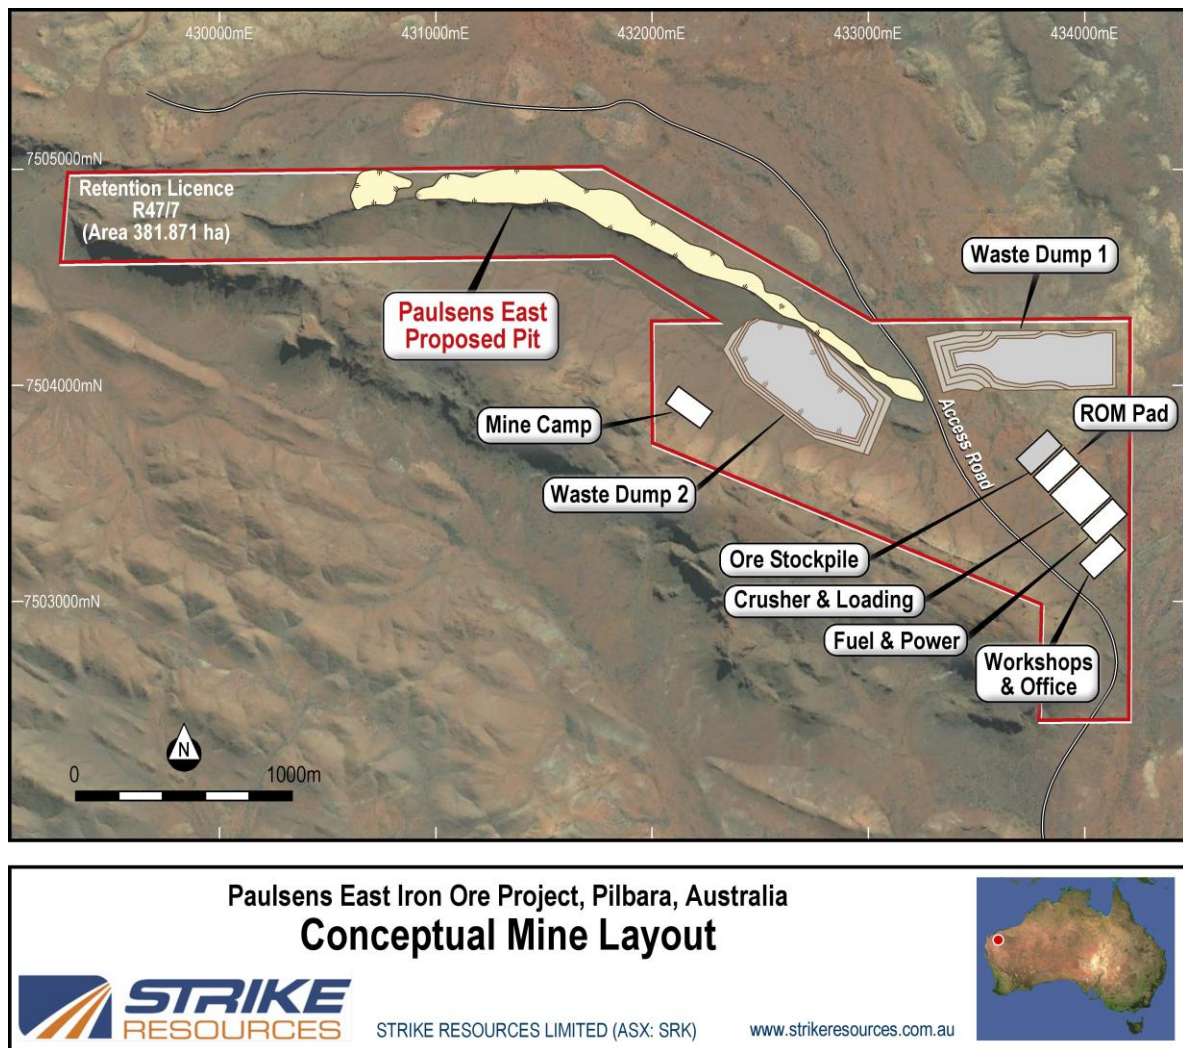 430000mE
431000mE
432000mE
433000mE
434000mE
7505000mN
Retention Licence
R47/7
(Area 381.871 ha)
Waste Dump 1
Paulsens East
Proposed Pit
7504000mN
Mine Camp
Access Road
ROM Pad
Waste Dump 2
Ore Stockpile
Crusher & Loading
7503000mN
Fuel & Power
Workshops
& Office
N
0
1000m
Paulsens East Iron Ore Project, Pilbara, Australia
Conceptual Mine Layout
STRIKE
RESOURCES
STRIKE RESOURCES LIMITED (ASX: SRK)
www.strikeresources.com.au